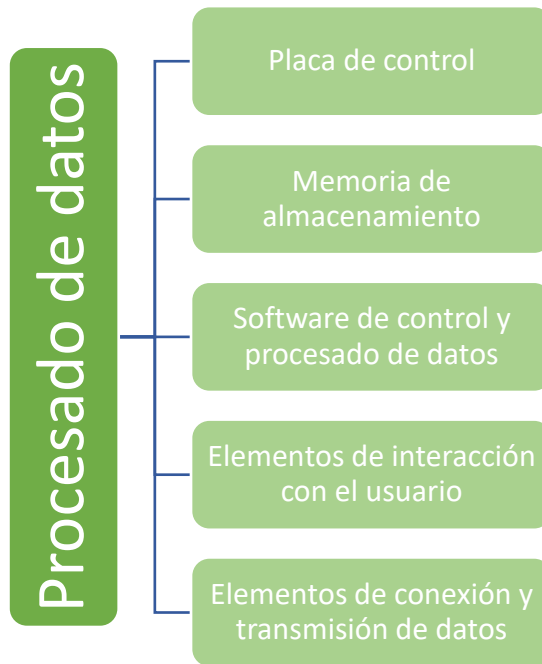 Procesado de datos
Placa de control
Memoria de
almacenamiento
Software de control y
procesado de datos
Elementos de interacción
con el usuario
Elementos de conexión y
transmisión de datos